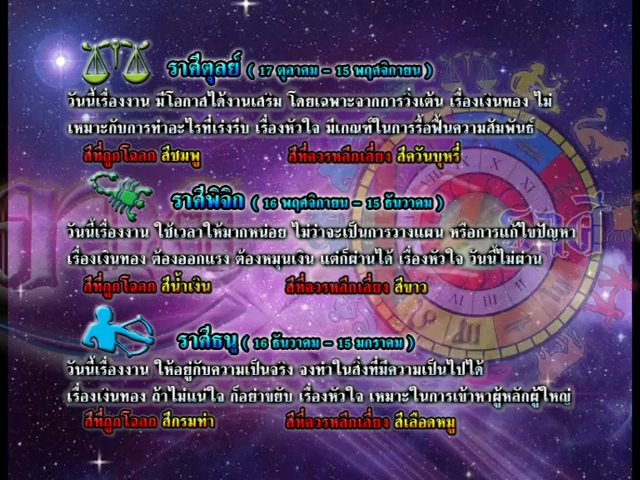 ราศีตุลย์ ( 17 ตุลาคม - 15 พฤศจิกายน )
วันนี้เรื่องงาน มีโอกาสได้งานเสริม โดยเฉพาะจากการวิ่งเต้น เรื่องเงินทอง ไม่
เหมาะกับการทำอะไรที่เร่งรีบ เรื่องหัวใจ มีเกณฑ์ในการรื้อฟื้นความสัมพันธ์
สีที่ถูกโฉลก สีชมพู สีที่ควรหลีกเลี่ยง สีควันบุหรี่
ราศีพิจิก ( 16 พฤศจิกายน - 15 ธันวาคม )
วันนี้เรื่องงาน ใช้เวลาให้มากหน่อย ไม่ว่าจะเป็นการวางแผน หรือการแก้ไขปัญหา
เรื่องเงินทอง ต้องออกแรง ต้องหมุนเงิน แต่ก็ผ่านได้ เรื่องหัวใจ วันนี้ไม่ผ่าน
สีที่ถูกโฉลก สีน้ำเงิน สีที่ควรหลีกเลี่ยง สีขาว
ราศีธนู ( 16 ธันวาคม - 15 มกราคม )
วันนี้เรื่องงาน ให้อยู่กับความเป็นจริง จงทำในสิ่งที่มีความเป็นไปได้
เรื่องเงินทอง ถ้าไม่แน่ใจ ก็อย่าขยับ เรื่องหัวใจ เหมาะในการเข้าหาผู้หลักผู้ใหญ่
สีที่ถูกโฉลก สีกรมท่า สีที่ควรหลีกเลี่ยง สีเลือดหมู